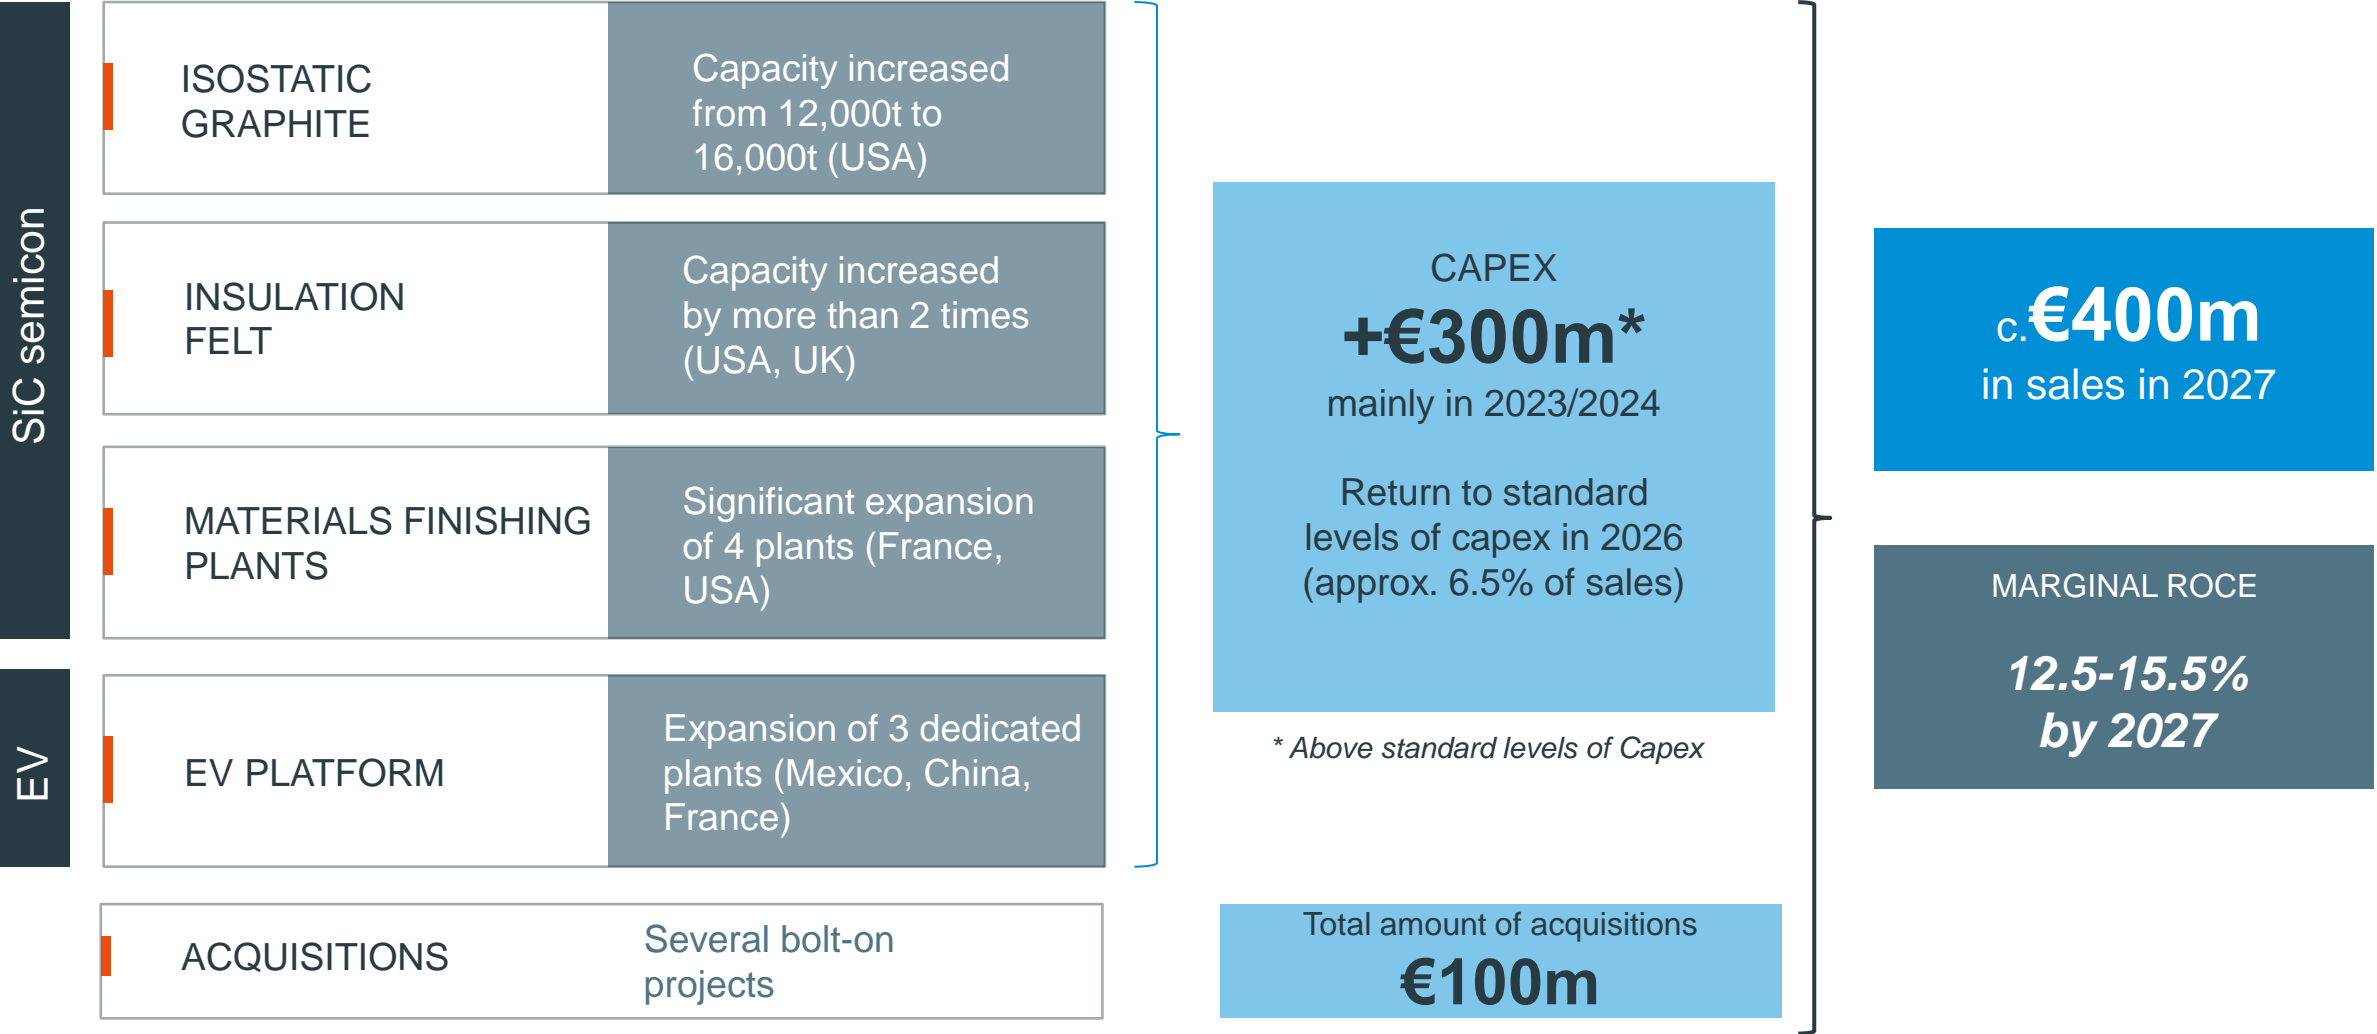 SiC semicon
ISOSTATIC
GRAPHITE
Capacity increased
from 12,000t to
16,000t (USA)
INSULATION
FELT
Capacity increased
by more than 2 times
(USA, UK)
MATERIALS FINISHING
PLANTS
Significant expansion
of 4 plants (France,
USA)
EV
EV PLATFORM
Expansion of 3 dedicated
plants (Mexico, China,
France)
ACQUISITIONS
Several bolt-on
projects
CAPEX
+€300m*
mainly in 2023/2024
Return to standard
levels of capex in 2026
(approx. 6.5% of sales)
* Above standard levels of Capex
Total amount of acquisitions
€100m
c.€400m
in sales in 2027
MARGINAL ROCE
12.5-15.5%
by 2027